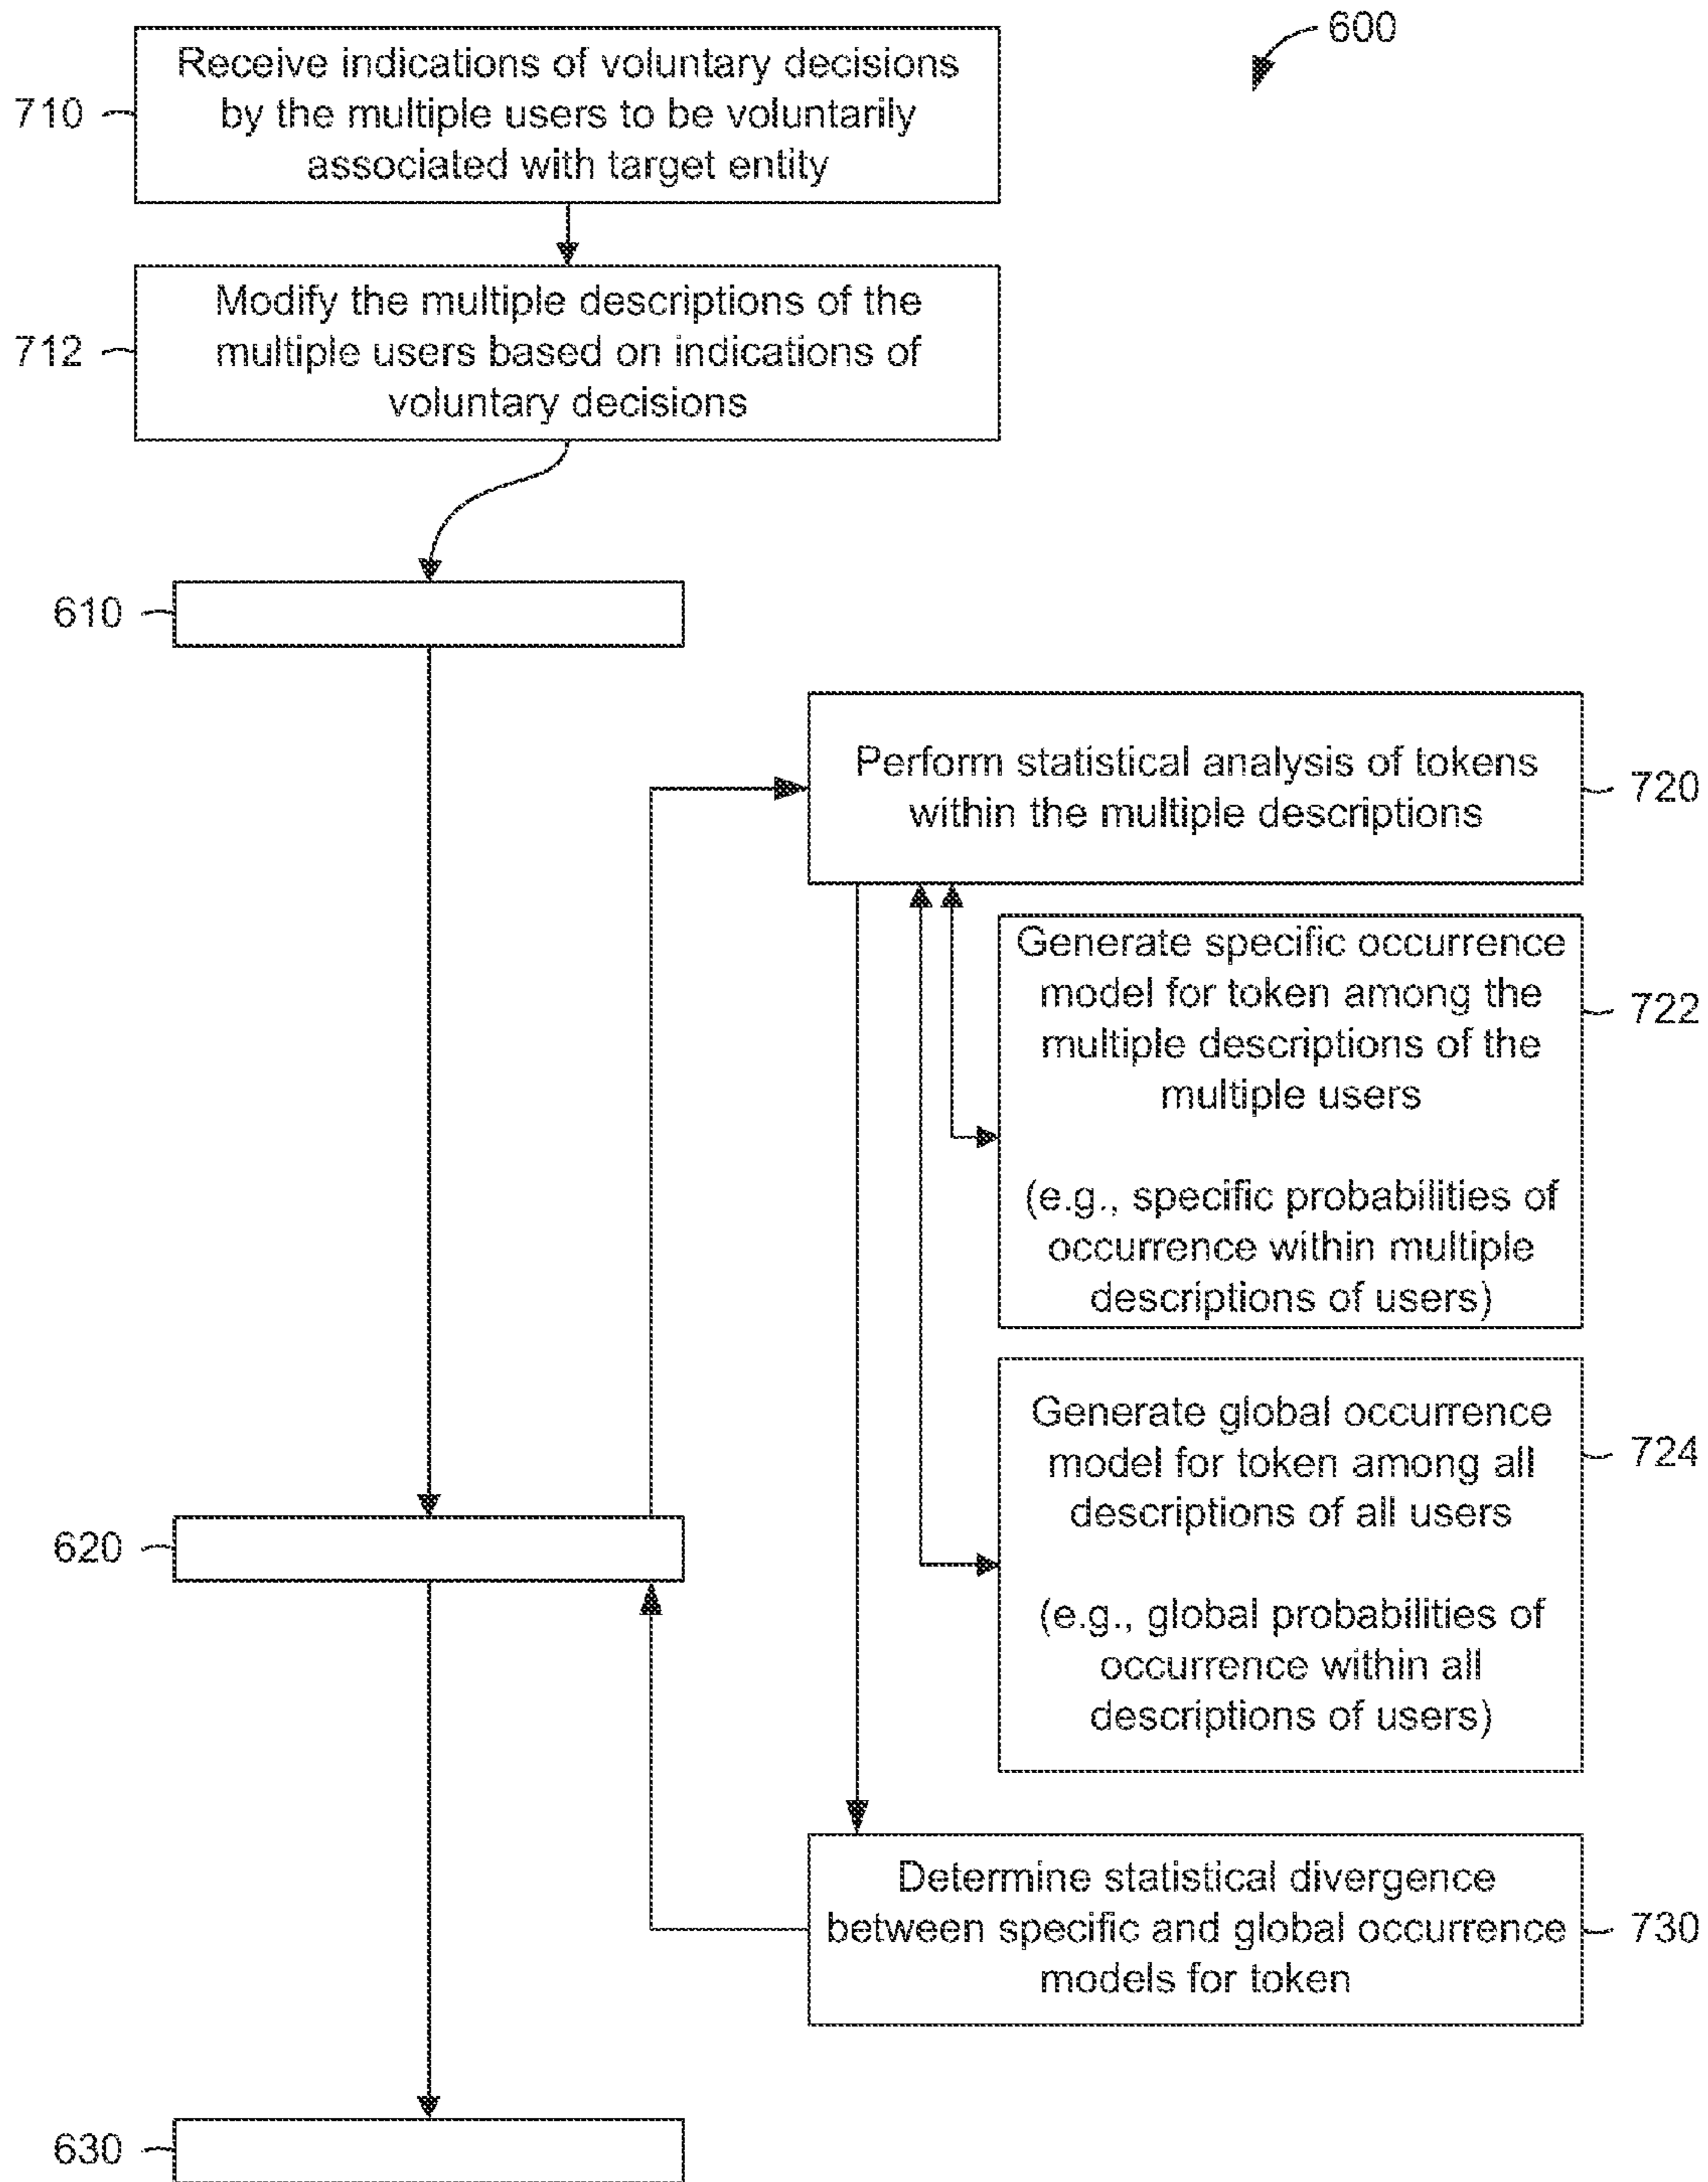 600
710
Receive indications of voluntary decisions
by the multiple users to be voluntarily
associated with target entity
712
Modify the multiple descriptions of the
multiple users based on indications of
voluntary decisions
610
Perform statistical analysis of tokens
within the multiple descriptions
720
Generate specific occurrence
model for token among the
multiple descriptions of the
multiple users
(e.g., specific probabilities of
occurrence within multiple
descriptions of users)
722
Generate global occurrence
model for token among all
descriptions of all users
(e.g., global probabilities of
occurrence within all
descriptions of users)
724
620
Determine statistical divergence
between specific and global occurrence
models for token
730
630